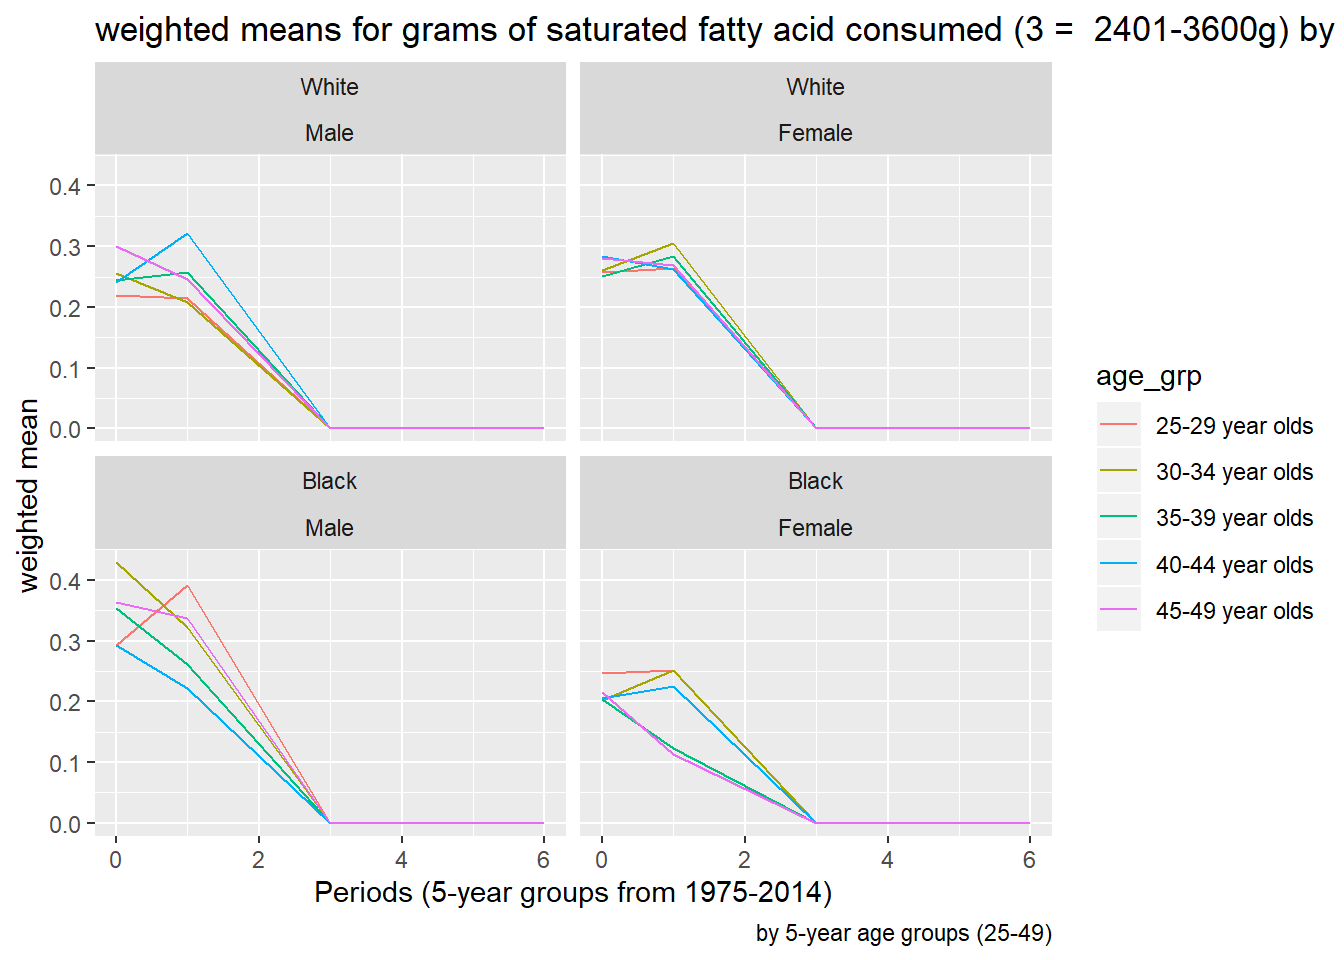 weighted means for grams of saturated fatty acid consumed (3 =  2401-3600g) by
White
Male
White
Female
0.4
0.3
0.2
0.1
0.0
Black
Male
Black
Female
0.4
0.3
0.2
0.1
0.0
0 2 4 6
0 2 4 6
weighted mean
Periods (5-year groups from 1975-2014)
by 5-year age groups (25-49)
age_grp
25-29 year olds
30-34 year olds
35-39 year olds
40-44 year olds
45-49 year olds